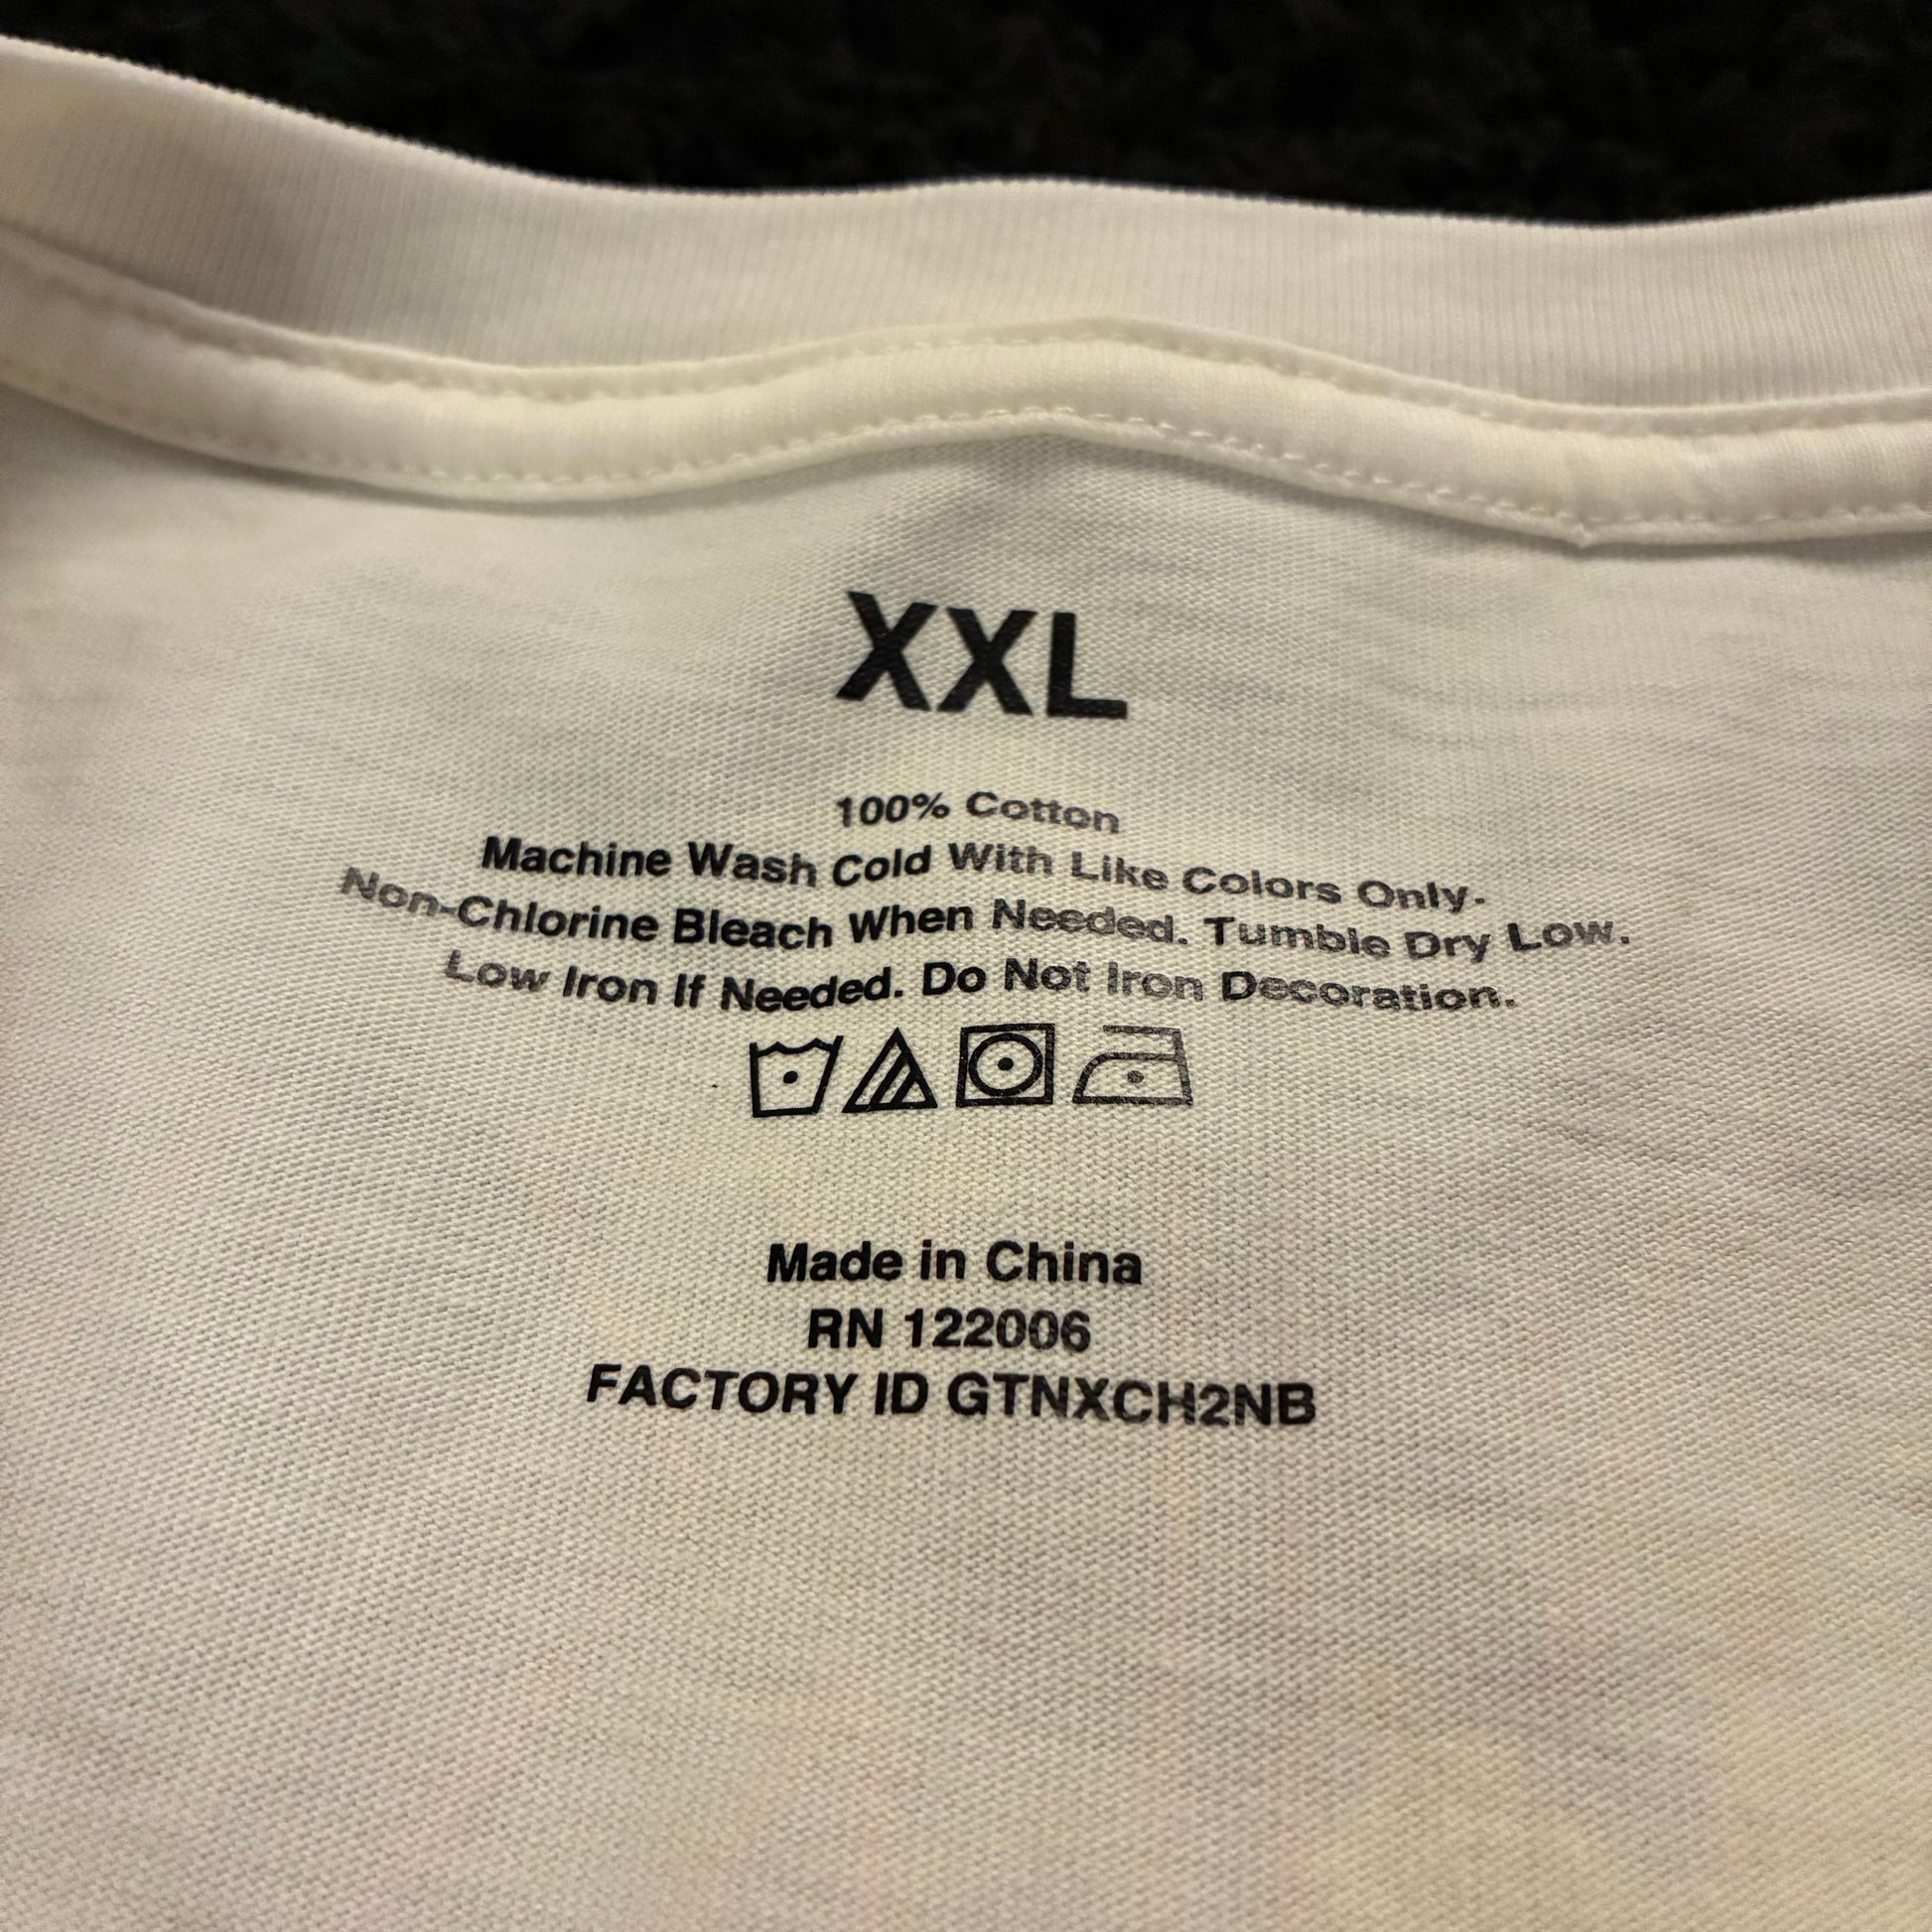 XXL
100% Cotton
Machine Wash Cold With Like Colors Only.
Non-Chlorine Bleach When Needed. Tumble Dry Low.
Low Iron If Needed. Do Not Iron Decoration.
Made in China
RN 122006
FACTORY ID GTNXCH2NB